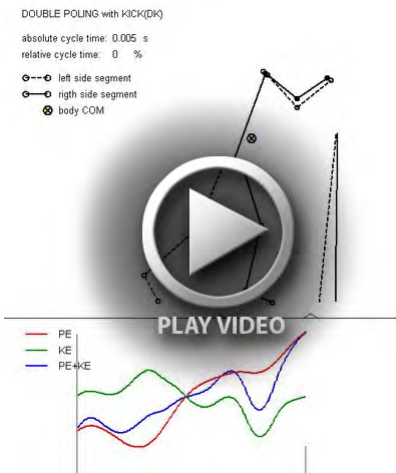 DOUBLE POLING with KICK(DK)
absolute cycle time: 0.005 s
relative cycle time: 0 %
left side segment
rigth side segment
body COM
PLAY VIDEO
PE
KE
PE+KE